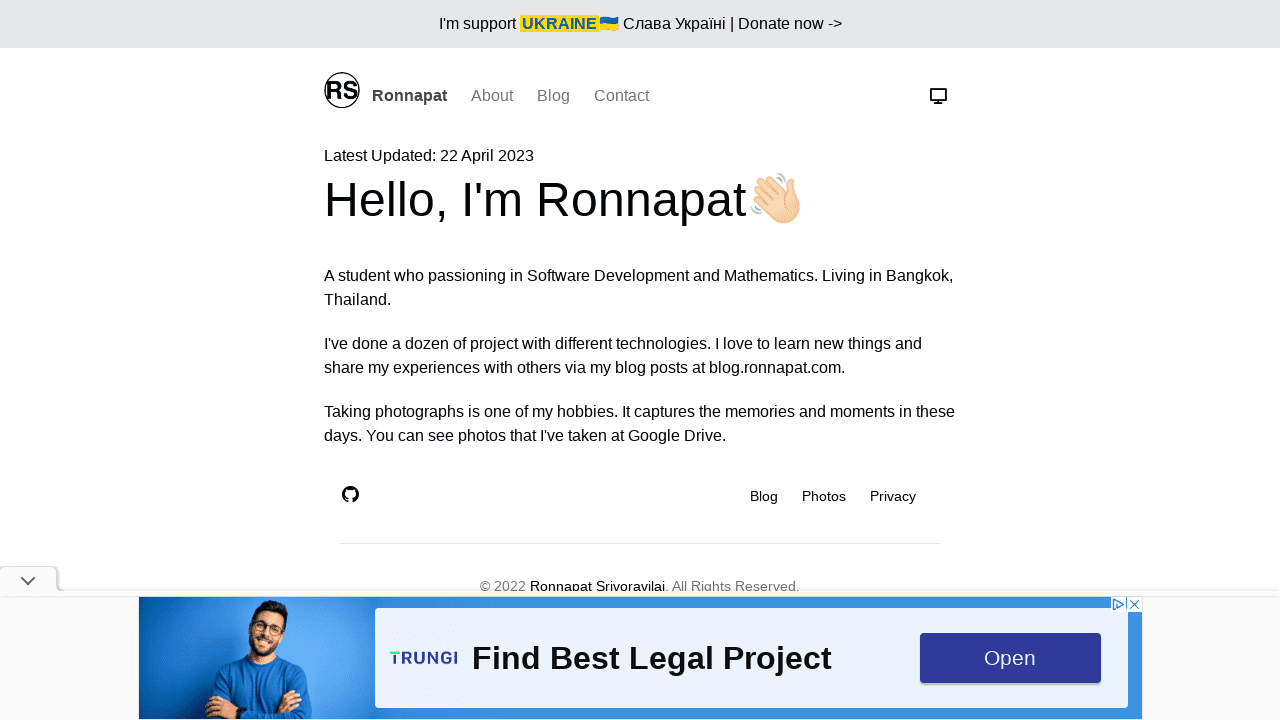 I'm support UKRAINE🇺🇦 Слава Україні | Donate now ->
RS Ronnapat About Blog Contact
Latest Updated: 22 April 2023
Hello, I'm Ronnapat👋🏻
A student who passioning in Software Development and Mathematics. Living in Bangkok,
Thailand.
I've done a dozen of project with different technologies. I love to learn new things and
share my experiences with others via my blog posts at blog.ronnapat.com.
Taking photographs is one of my hobbies. It captures the memories and moments in these
days. You can see photos that I've taken at Google Drive.
Blog Photos Privacy
© 2022 Ronnapat Srivoravilai. All Rights Reserved.
TRUNGI Find Best Legal Project Open